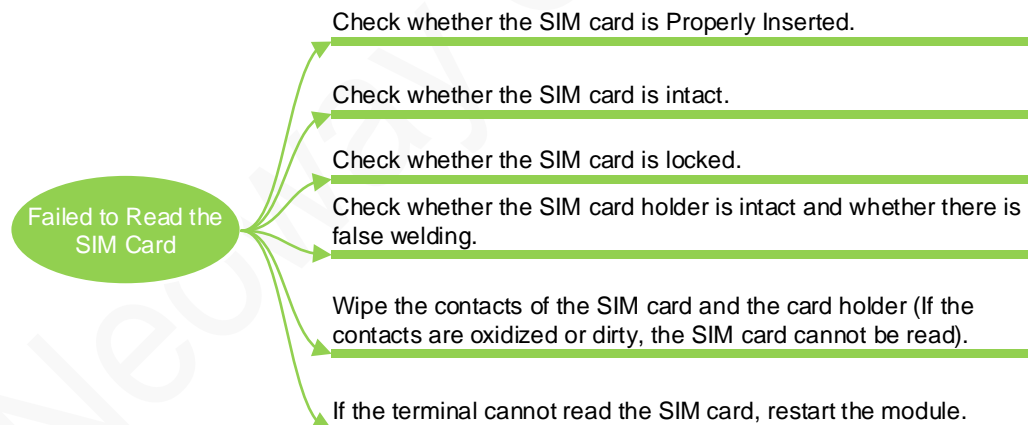 Check whether the SIM card is Properly Inserted.
Check whether the SIM card is intact.
Check whether the SIM card is locked.
Failed to Read the
SIM Card
Check whether the SIM card holder is intact and whether there is
false welding.
Wipe the contacts of the SIM card and the card holder (If the
contacts are oxidized or dirty, the SIM card cannot be read).
If the terminal cannot read the SIM card, restart the module.
Neoway